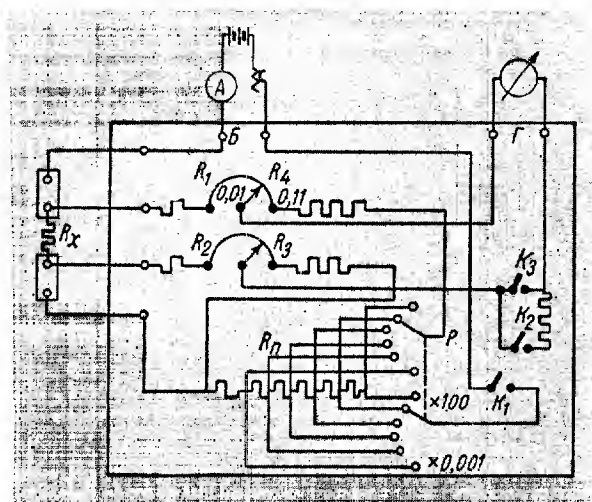 A
Б
Г
R₁
0,01
R₄
0,11
R₂
R₃
Rₓ
K₃
K₂
Rп
P
K₁
×100
×0,001